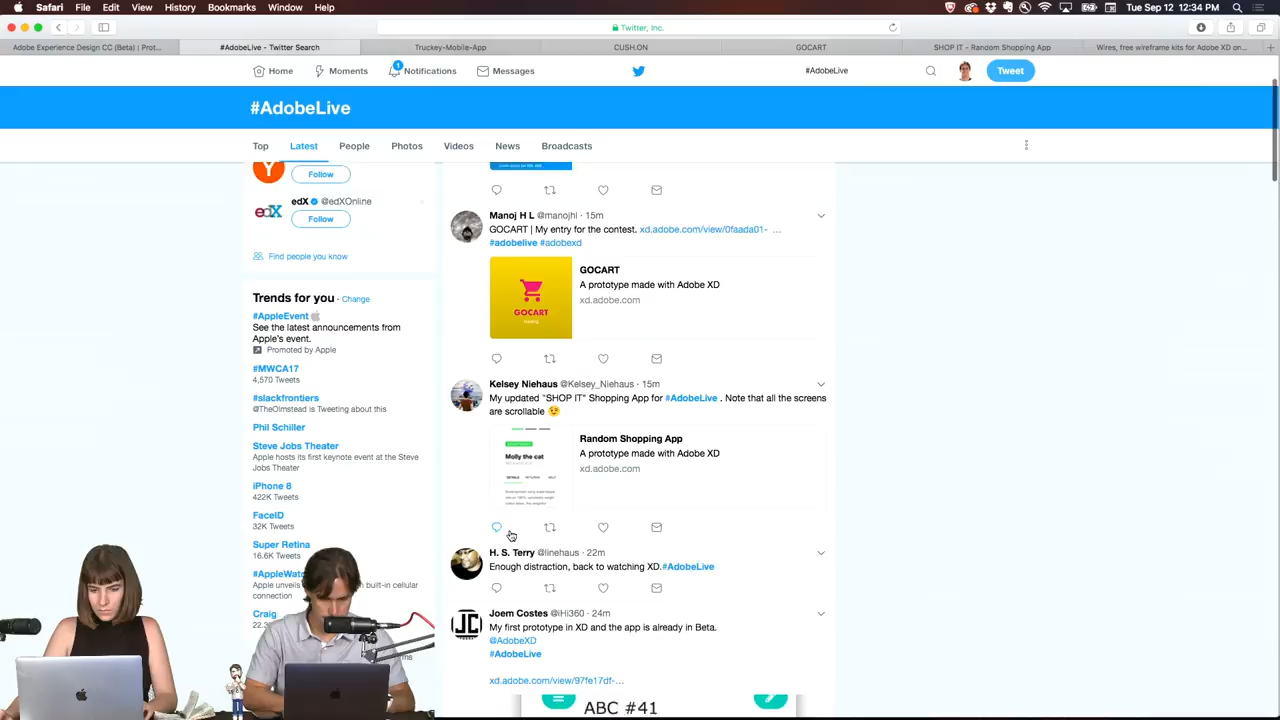 Safari File Edit View History Bookmarks Window Help
Tue Sep 12 12:34 PM
Twitter, Inc.
Adobe Experience Design CC (Beta) | Prot...
#AdobeLive - Twitter Search
Truckey-Mobile-App
CUSH.ON
GOCART
SHOP IT - Random Shopping App
Wires, free wireframe kits for Adobe XD on...
Home
Moments
1
Notifications
Messages
#AdobeLive
Tweet
#AdobeLive
Top Latest People Photos Videos News Broadcasts
Y
Follow
edX
edX @edXOnline
Follow
Find people you know
Trends for you · Change
#AppleEvent
See the latest announcements from
Apple's event.
Promoted by Apple
#MWCA17
4,570 Tweets
#slackfrontiers
@TheOlmstead is Tweeting about this
Phil Schiller
Steve Jobs Theater
Apple hosts its first keynote event at the Steve
Jobs Theater
iPhone 8
422K Tweets
FaceID
32K Tweets
Super Retina
16.6K Tweets
built-in cellular
connection
Craig
Manoj H L @manojhl · 15m
GOCART | My entry for the contest. xd.adobe.com/view/0faada01- ...
#adobelive #adobexd
GOCART
GOCART
A prototype made with Adobe XD
xd.adobe.com
Kelsey Niehaus @Kelsey_Niehaus · 15m
My updated "SHOP IT" Shopping App for #AdobeLive . Note that all the screens
are scrollable
Molly the cat
Random Shopping App
A prototype made with Adobe XD
xd.adobe.com
H. S. Terry @linehaus · 22m
Enough distraction, back to watching XD.#AdobeLive
JC
Joem Costes @iHi360 · 24m
My first prototype in XD and the app is already in Beta.
@AdobeXD
#AdobeLive
xd.adobe.com/view/97fe17df-...
ABC #41